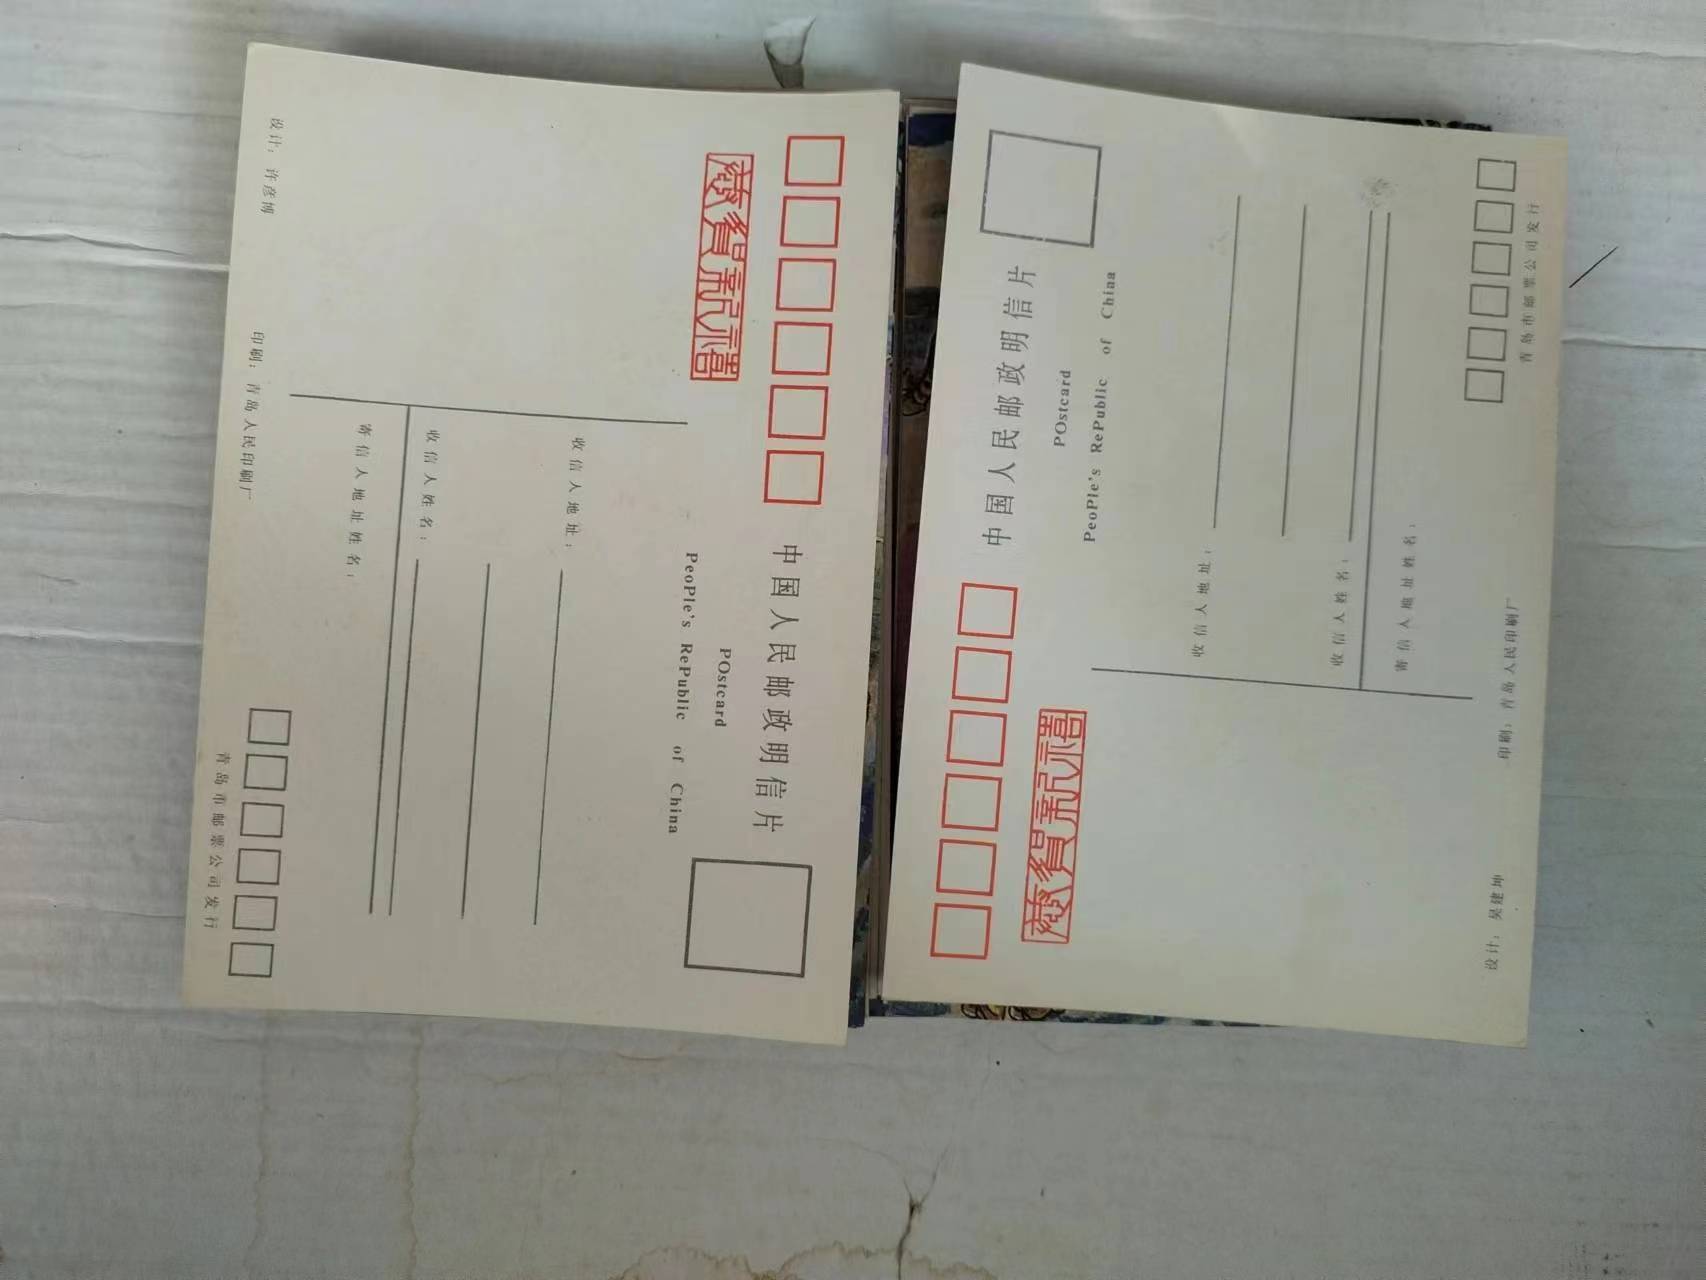 恭贺新禧
中国人民邮政明信片
POstcard
PeoPle's RePublic of China
收信人地址：
收信人姓名：
寄信人地址姓名：
设计：许彦博
印刷：青岛人民印刷厂
青岛市邮票公司发行
中国人民邮政明信片
POstcard
PeoPle's RePublic of China
恭贺新禧
收信人地址：
收信人姓名：
寄信人地址姓名：
设计：吴建坤
印刷：青岛人民印刷厂
青岛市邮票公司发行